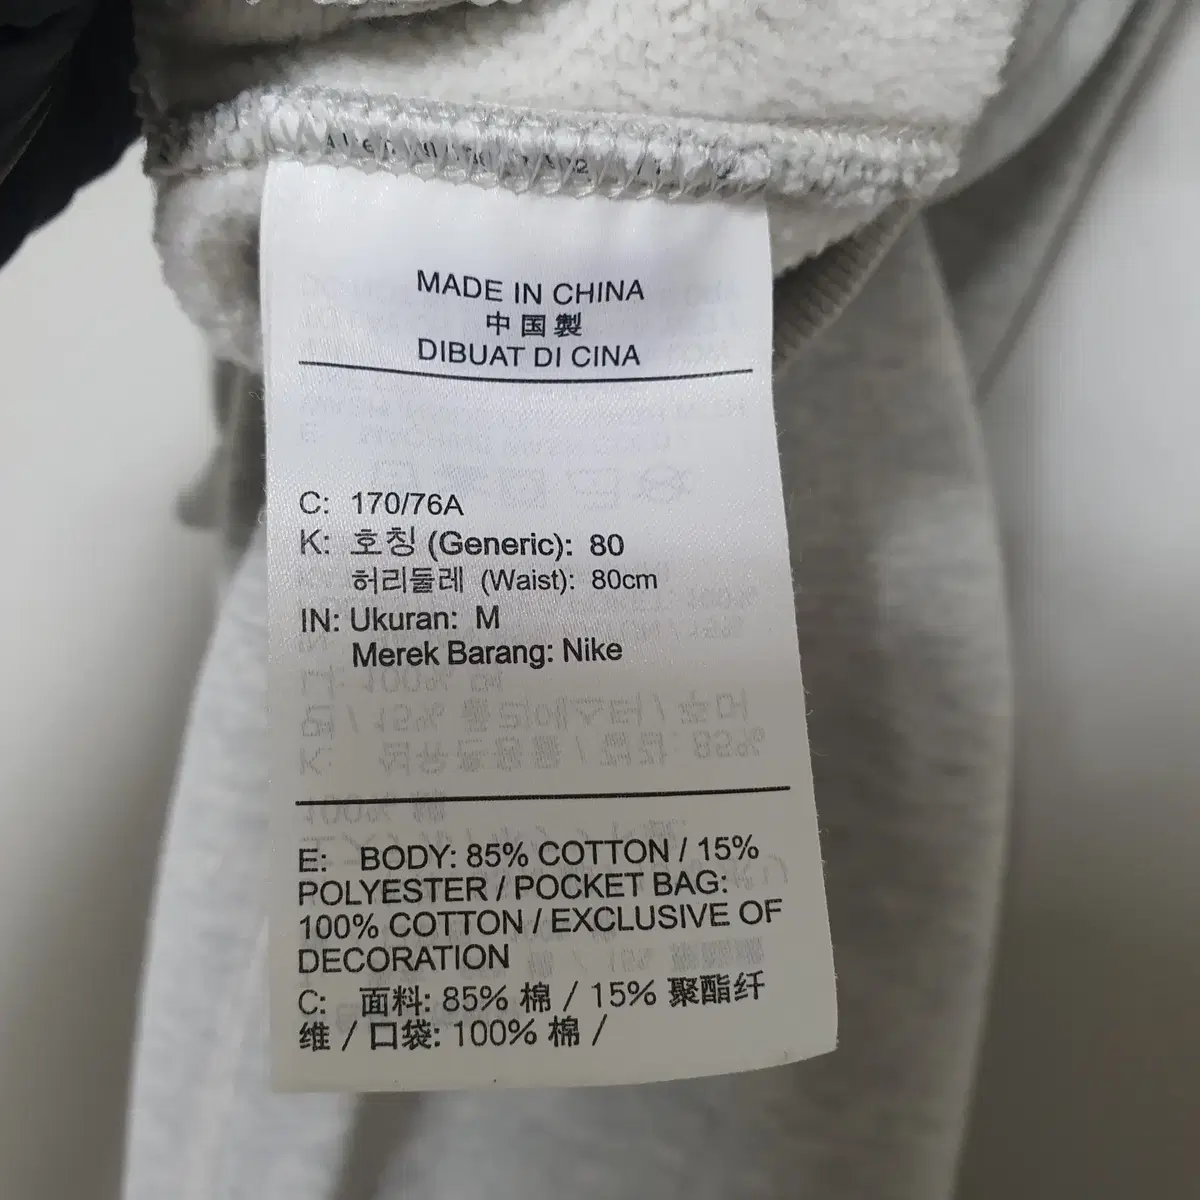 MADE IN CHINA
中国製
DIBUAT DI CINA
C: 170/76A
K: 호칭 (Generic): 80
허리둘레 (Waist): 80cm
IN: Ukuran: M
Merek Barang: Nike
E: BODY: 85% COTTON / 15%
POLYESTER / POCKET BAG:
100% COTTON / EXCLUSIVE OF
DECORATION
C: 面料: 85% 棉 / 15% 聚酯纤
维 / 口袋: 100% 棉 /